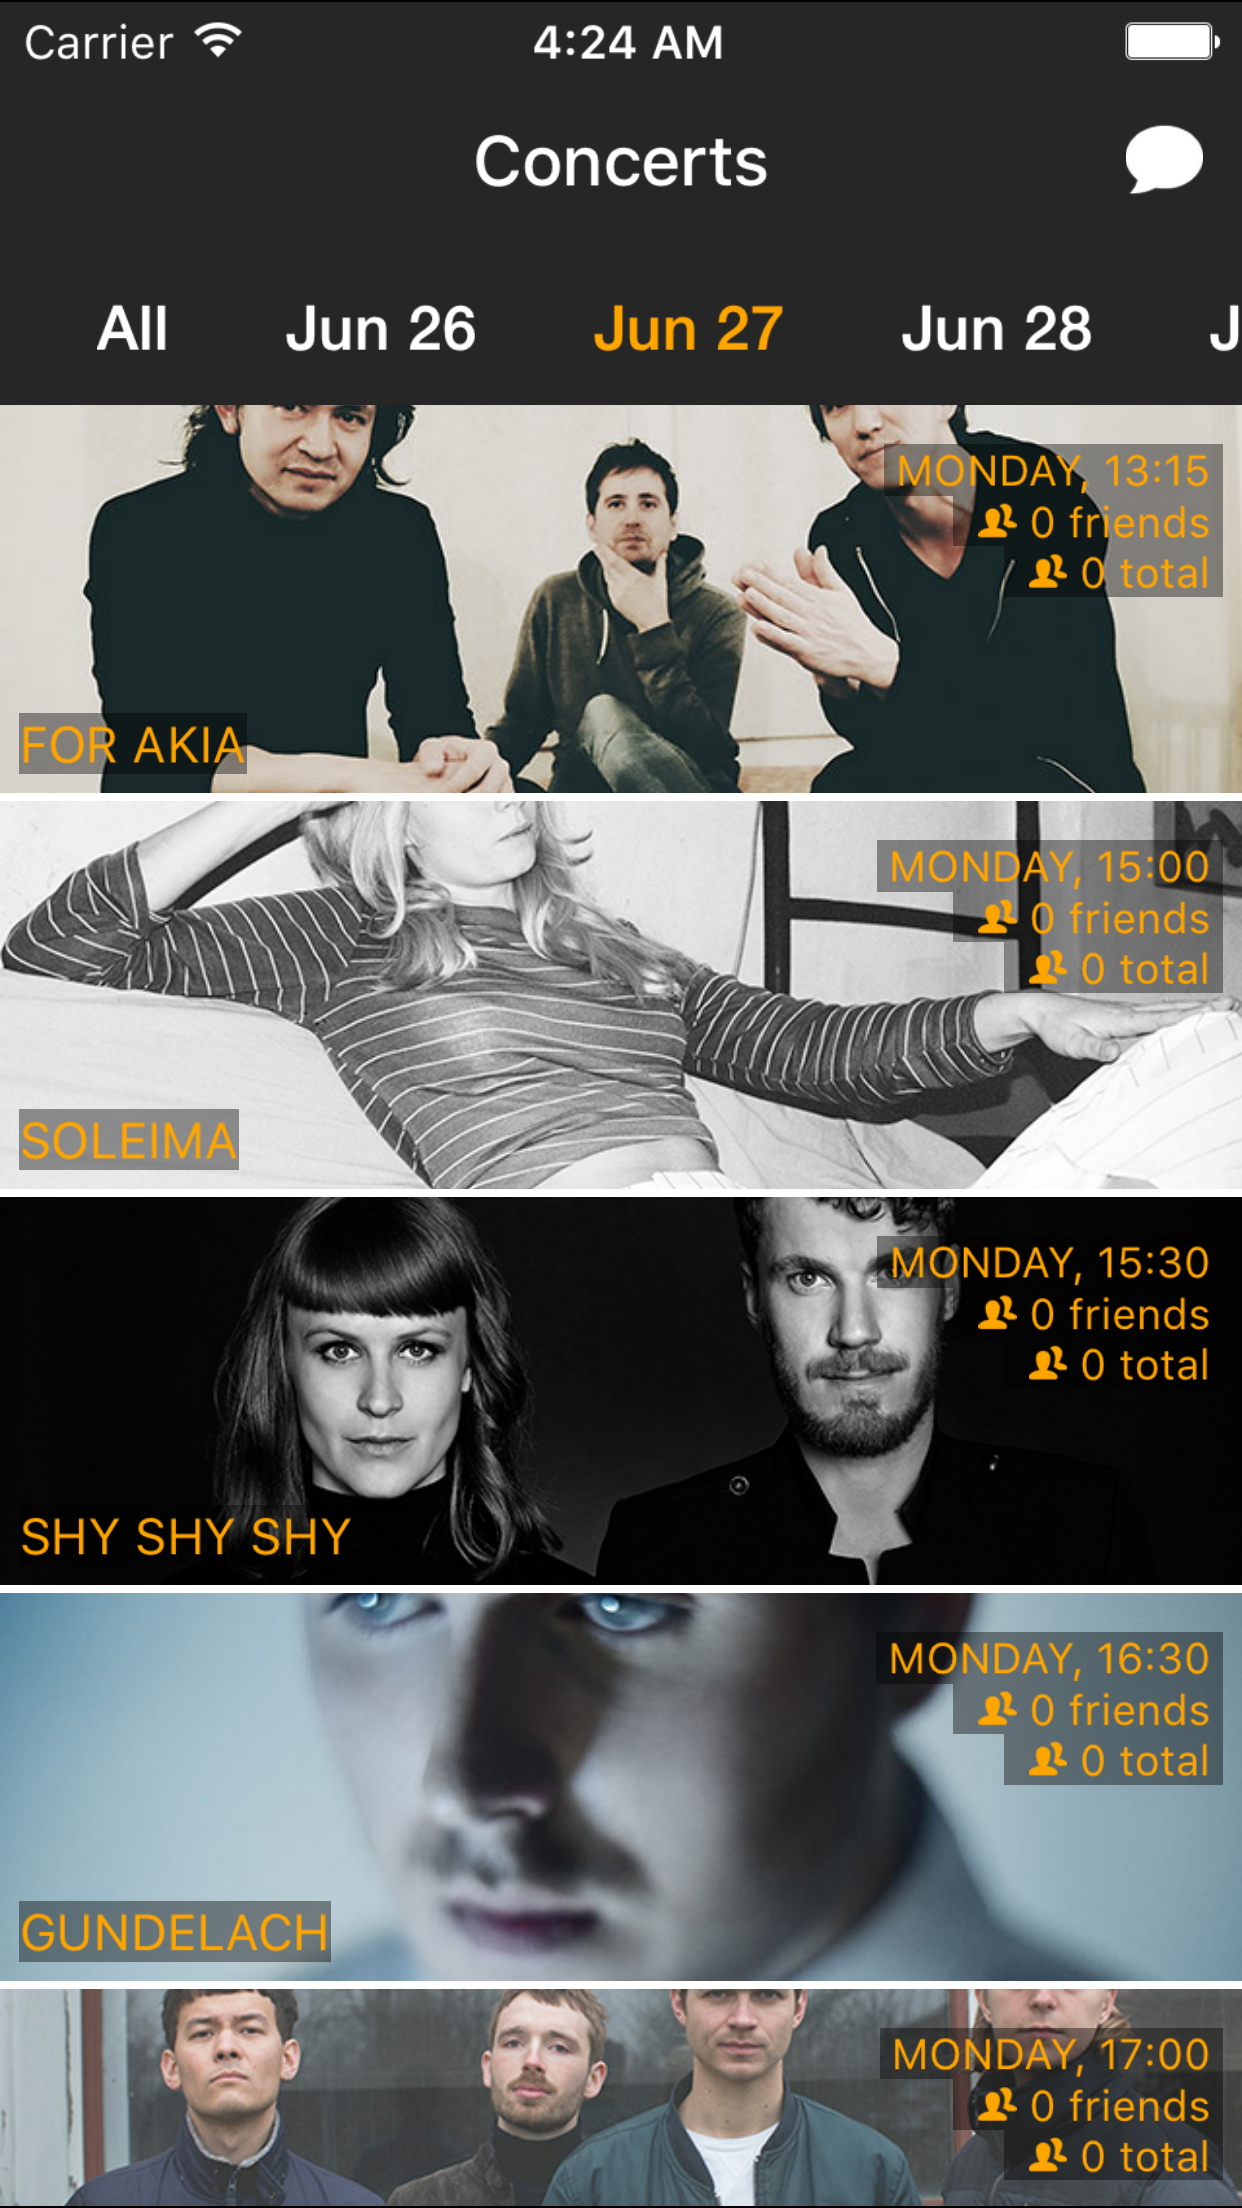 Carrier 4:24 AM
Concerts
All Jun 26 Jun 27 Jun 28 J
MONDAY, 13:15
0 friends
0 total
FOR AKIA
MONDAY, 15:00
0 friends
0 total
SOLEIMA
MONDAY, 15:30
0 friends
0 total
SHY SHY SHY
MONDAY, 16:30
0 friends
0 total
GUNDELACH
MONDAY, 17:00
0 friends
0 total